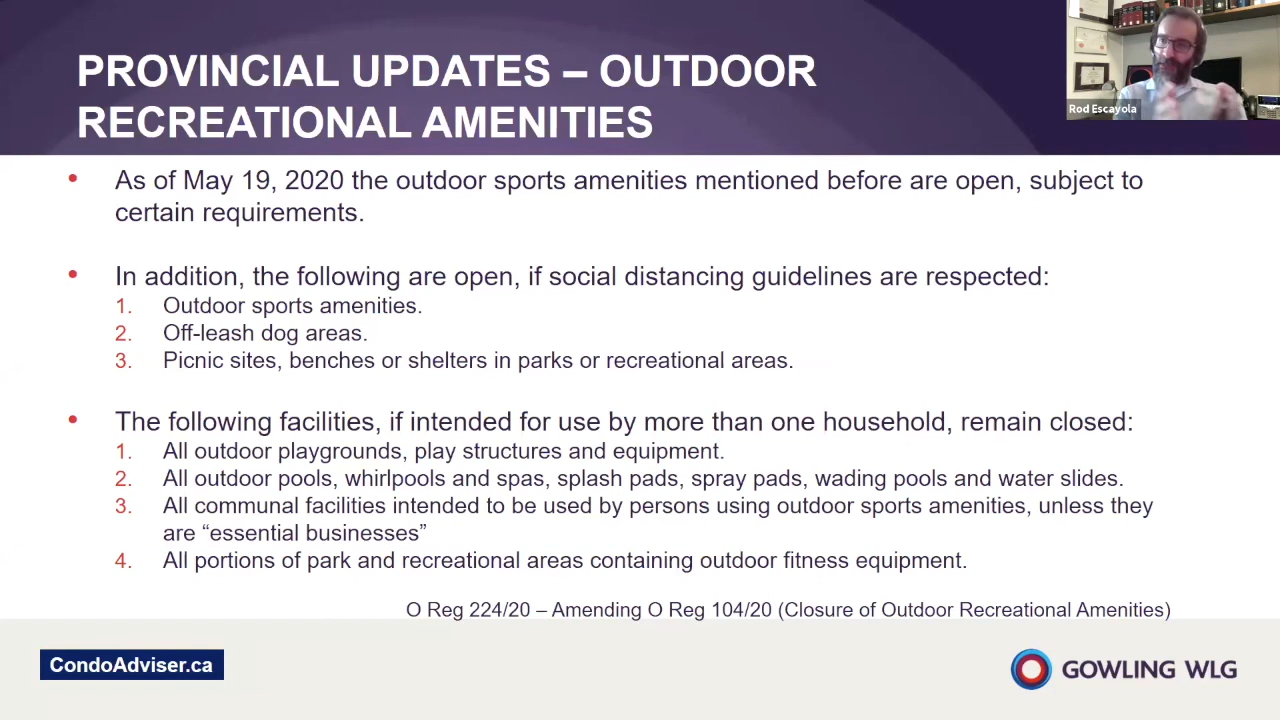 PROVINCIAL UPDATES – OUTDOOR
RECREATIONAL AMENITIES
Rod Escayola
• As of May 19, 2020 the outdoor sports amenities mentioned before are open, subject to
certain requirements.
• In addition, the following are open, if social distancing guidelines are respected:
1. Outdoor sports amenities.
2. Off-leash dog areas.
3. Picnic sites, benches or shelters in parks or recreational areas.
• The following facilities, if intended for use by more than one household, remain closed:
1. All outdoor playgrounds, play structures and equipment.
2. All outdoor pools, whirlpools and spas, splash pads, spray pads, wading pools and water slides.
3. All communal facilities intended to be used by persons using outdoor sports amenities, unless they
are “essential businesses”
4. All portions of park and recreational areas containing outdoor fitness equipment.
O Reg 224/20 – Amending O Reg 104/20 (Closure of Outdoor Recreational Amenities)
CondoAdviser.ca
GOWLING WLG